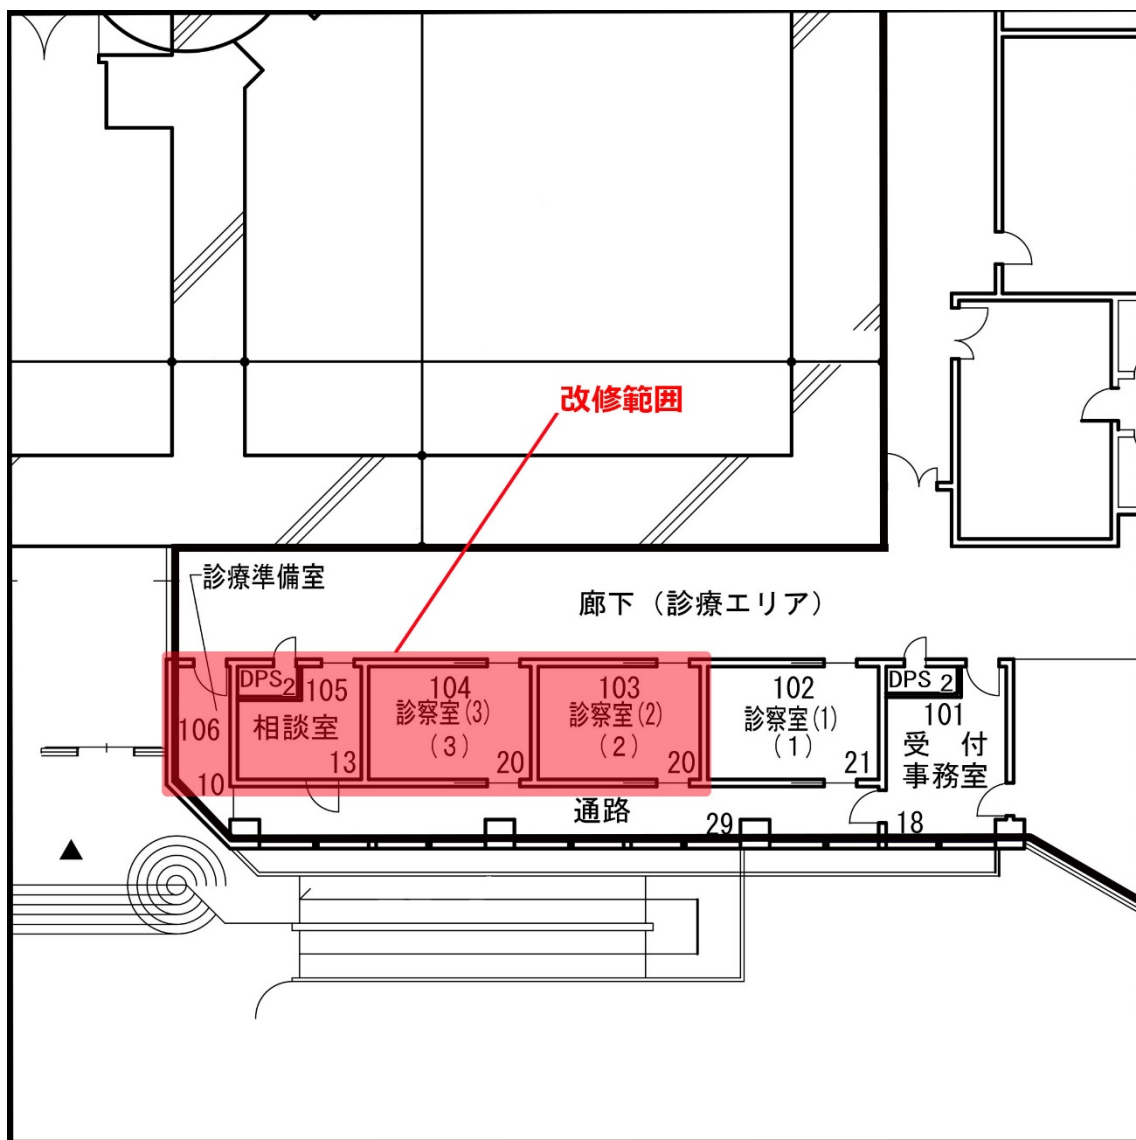 改修範囲
診療準備室
廊下（診療エリア）
DPS 2
105
相談室
13
104
診察室(3)
(3)
20
103
診察室(2)
(2)
20
102
診察室(1)
(1)
21
DPS 2
101
受 付
事務室
18
106
10
通路
29